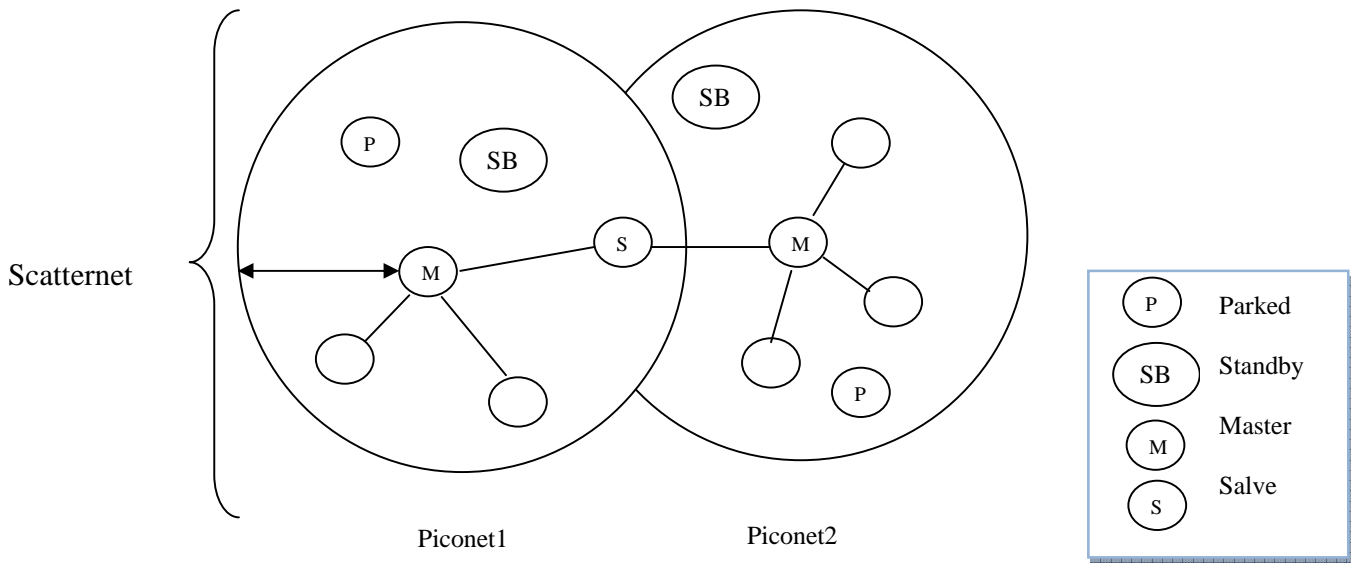 SB
P
SB
S
M
M
Scatternet
P
Piconet1
Piconet2
P Parked
SB Standby
M Master
S Salve